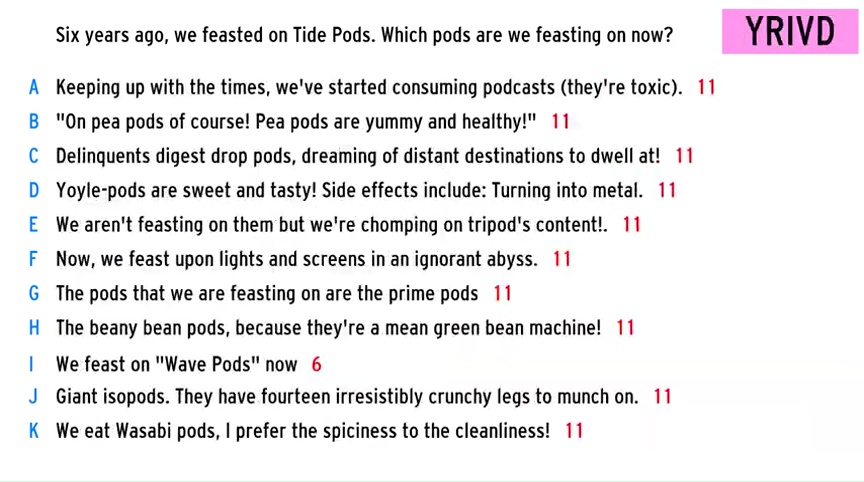 Six years ago, we feasted on Tide Pods. Which pods are we feasting on now?
YRIVD
A Keeping up with the times, we've started consuming podcasts (they're toxic). 11
B "On pea pods of course! Pea pods are yummy and healthy!" 11
C Delinquents digest drop pods, dreaming of distant destinations to dwell at! 11
D Yoyle-pods are sweet and tasty! Side effects include: Turning into metal. 11
E We aren't feasting on them but we're chomping on tripod's content!. 11
F Now, we feast upon lights and screens in an ignorant abyss. 11
G The pods that we are feasting on are the prime pods 11
H The beany bean pods, because they're a mean green bean machine! 11
I We feast on "Wave Pods" now 6
J Giant isopods. They have fourteen irresistibly crunchy legs to munch on. 11
K We eat Wasabi pods, I prefer the spiciness to the cleanliness! 11